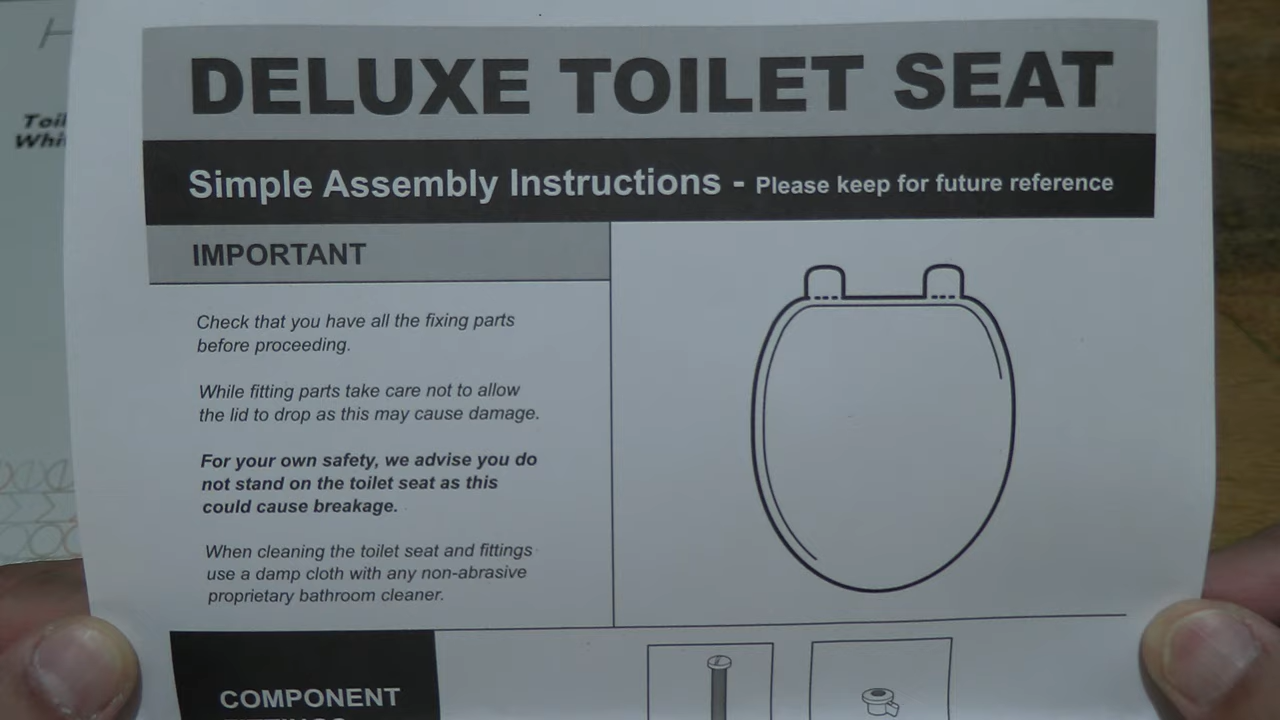 Toil
Whi
DELUXE TOILET SEAT
Simple Assembly Instructions - Please keep for future reference
IMPORTANT
Check that you have all the fixing parts
before proceeding.
While fitting parts take care not to allow
the lid to drop as this may cause damage.
For your own safety, we advise you do
not stand on the toilet seat as this
could cause breakage.
When cleaning the toilet seat and fittings
use a damp cloth with any non-abrasive
proprietary bathroom cleaner.
COMPONENT